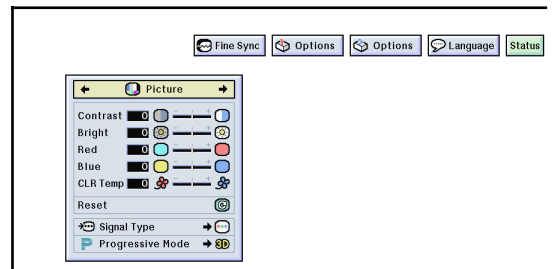 Fine Sync Options Options Language Status
Picture
Contrast 0
Bright 0
Red 0
Blue 0
CLR Temp 0
Reset
Signal Type
P Progressive Mode 3D